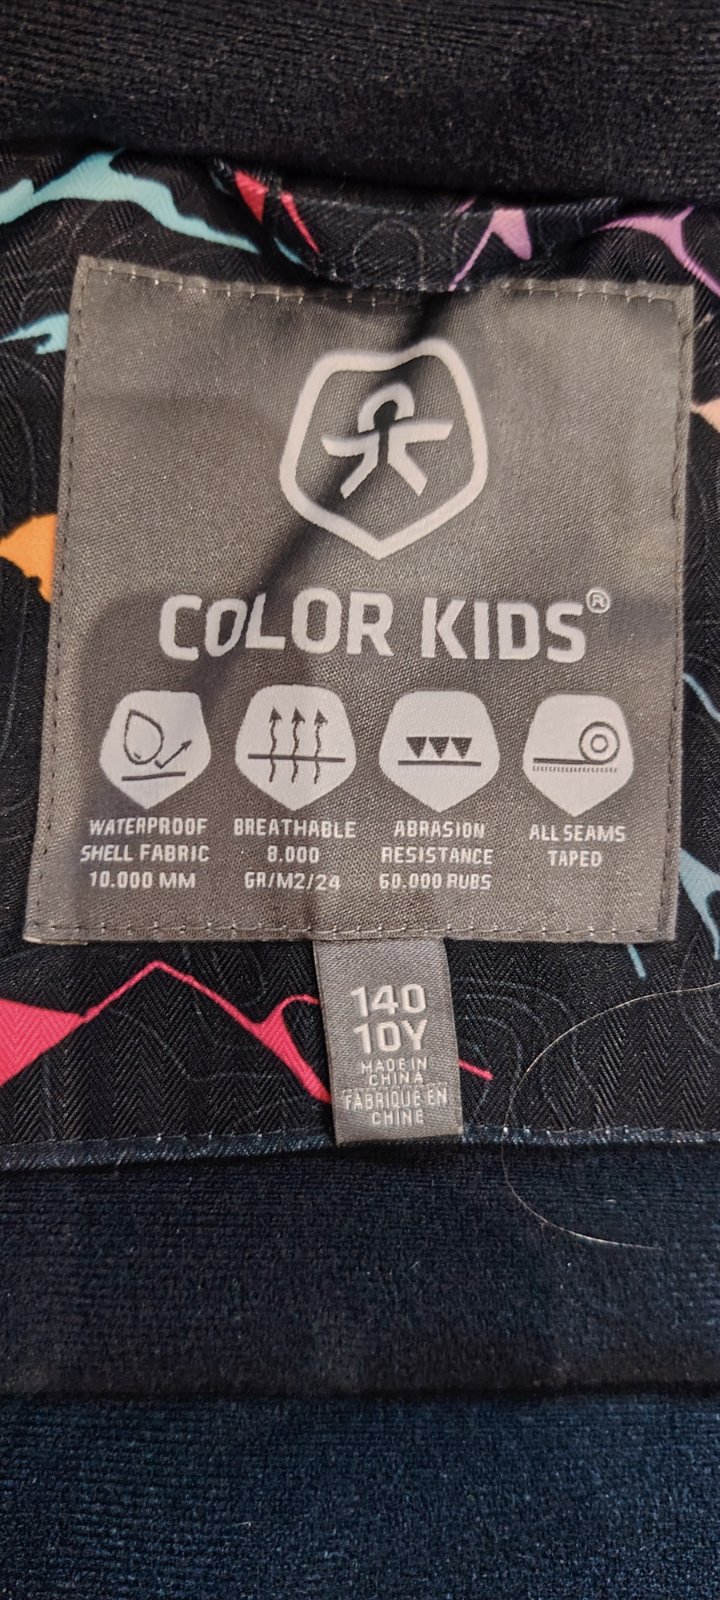 COLOR KIDS®
WATERPROOF
SHELL FABRIC
10.000 MM
BREATHABLE
8.000
GR/M2/24
ABRASION
RESISTANCE
60.000 RUBS
ALL SEAMS
TAPED
140
10Y
MADE IN
CHINA
FABRIQUÉ EN
CHINE